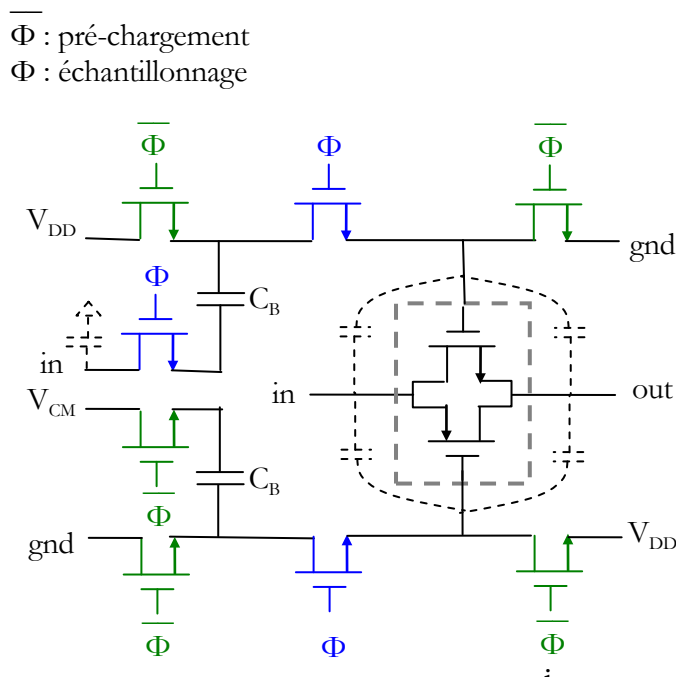 Φ̅ : pré-chargement
Φ : échantillonnage
Φ̅ Φ Φ̅
V_DD gnd
Φ C_B
in in out
V_CM
Φ̅ C_B
gnd V_DD
Φ̅ Φ Φ̅